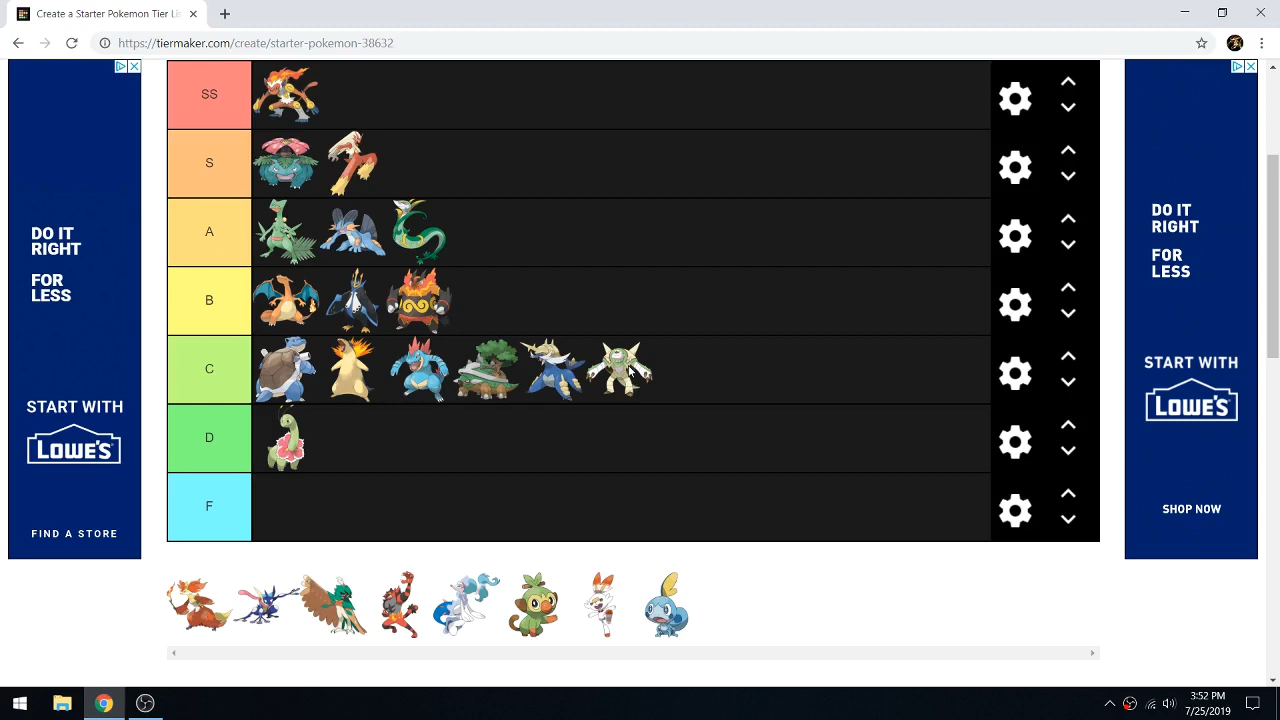 Create a Starter Pokemon Tier Lis
https://tiermaker.com/create/starter-pokemon-38632
SS
S
A
B
C
D
F
DO IT
RIGHT
FOR
LESS
START WITH
LOWE'S
FIND A STORE
DO IT
RIGHT
FOR
LESS
START WITH
LOWE'S
SHOP NOW
3:52 PM
7/25/2019